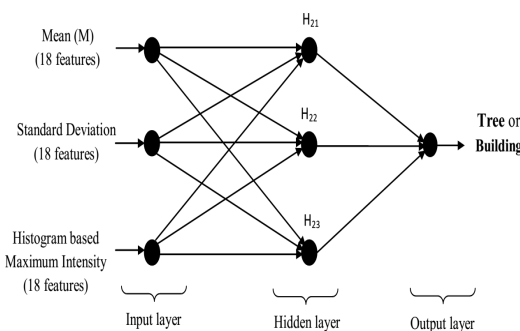 Mean (M)
(18 features)
Standard Deviation
(18 features)
Histogram based
Maximum Intensity
(18 features)
H21
H22
H23
Tree or
Building
Input layer
Hidden layer
Output layer